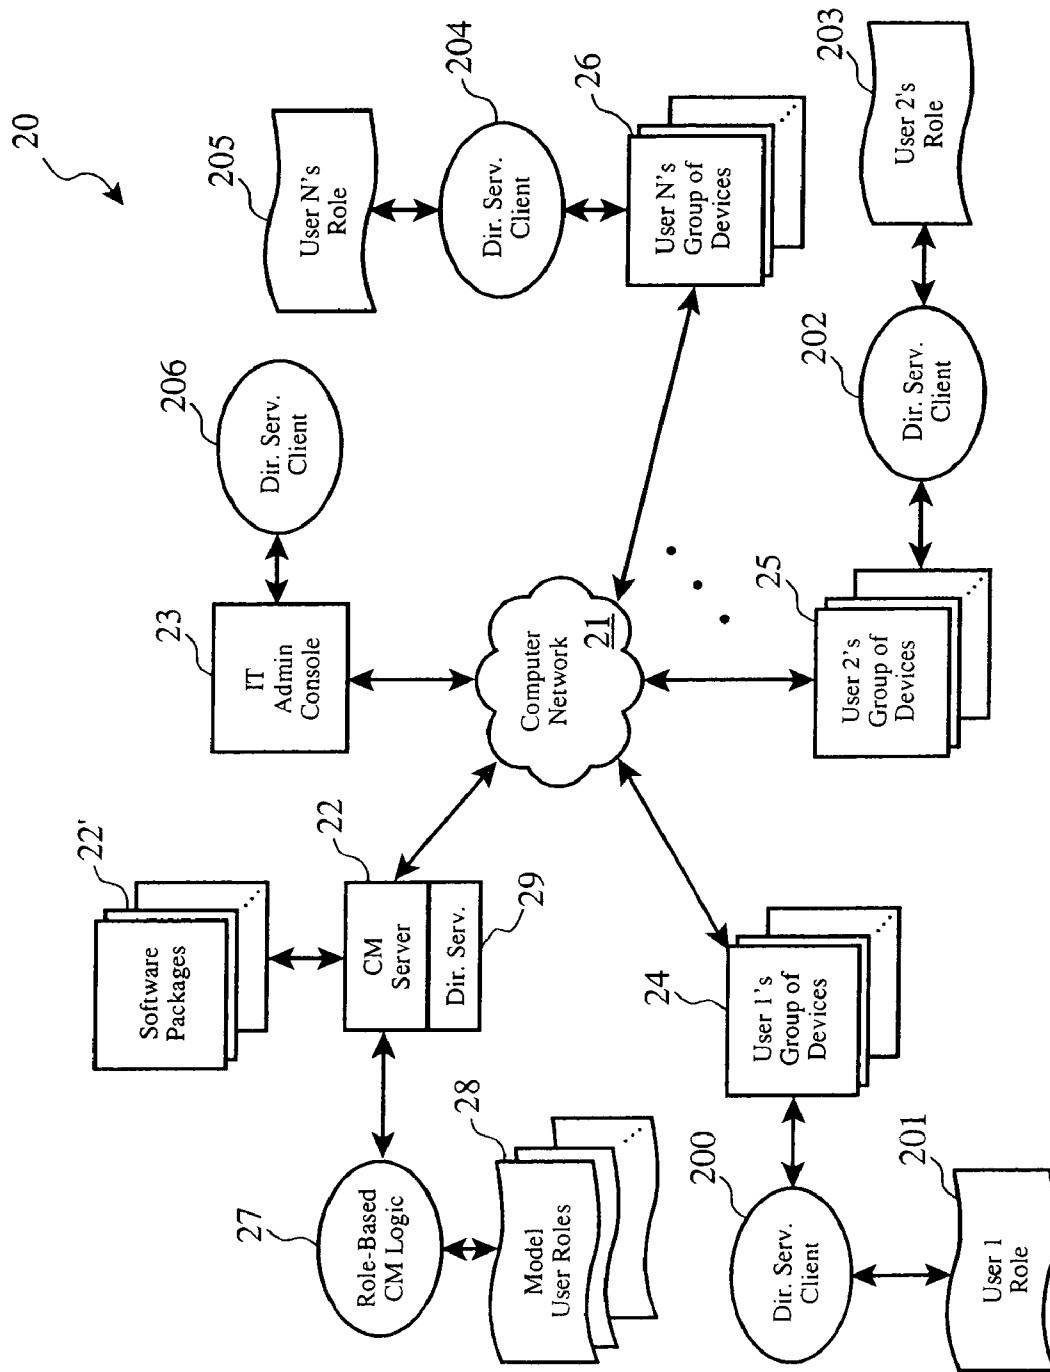 20
205
User N's
Role
204
Dir. Serv.
Client
26
User N's
Group of
Devices
203
User 2's
Role
202
Dir. Serv.
Client
25
User 2's
Group of
Devices
206
Dir. Serv.
Client
23
IT
Admin
Console
Computer
Network
21
22'
Software
Packages
22
CM
Server
Dir. Serv.
29
27
Role-Based
CM Logic
28
Model
User Roles
24
User 1's
Group of
Devices
200
Dir. Serv.
Client
201
User 1
Role